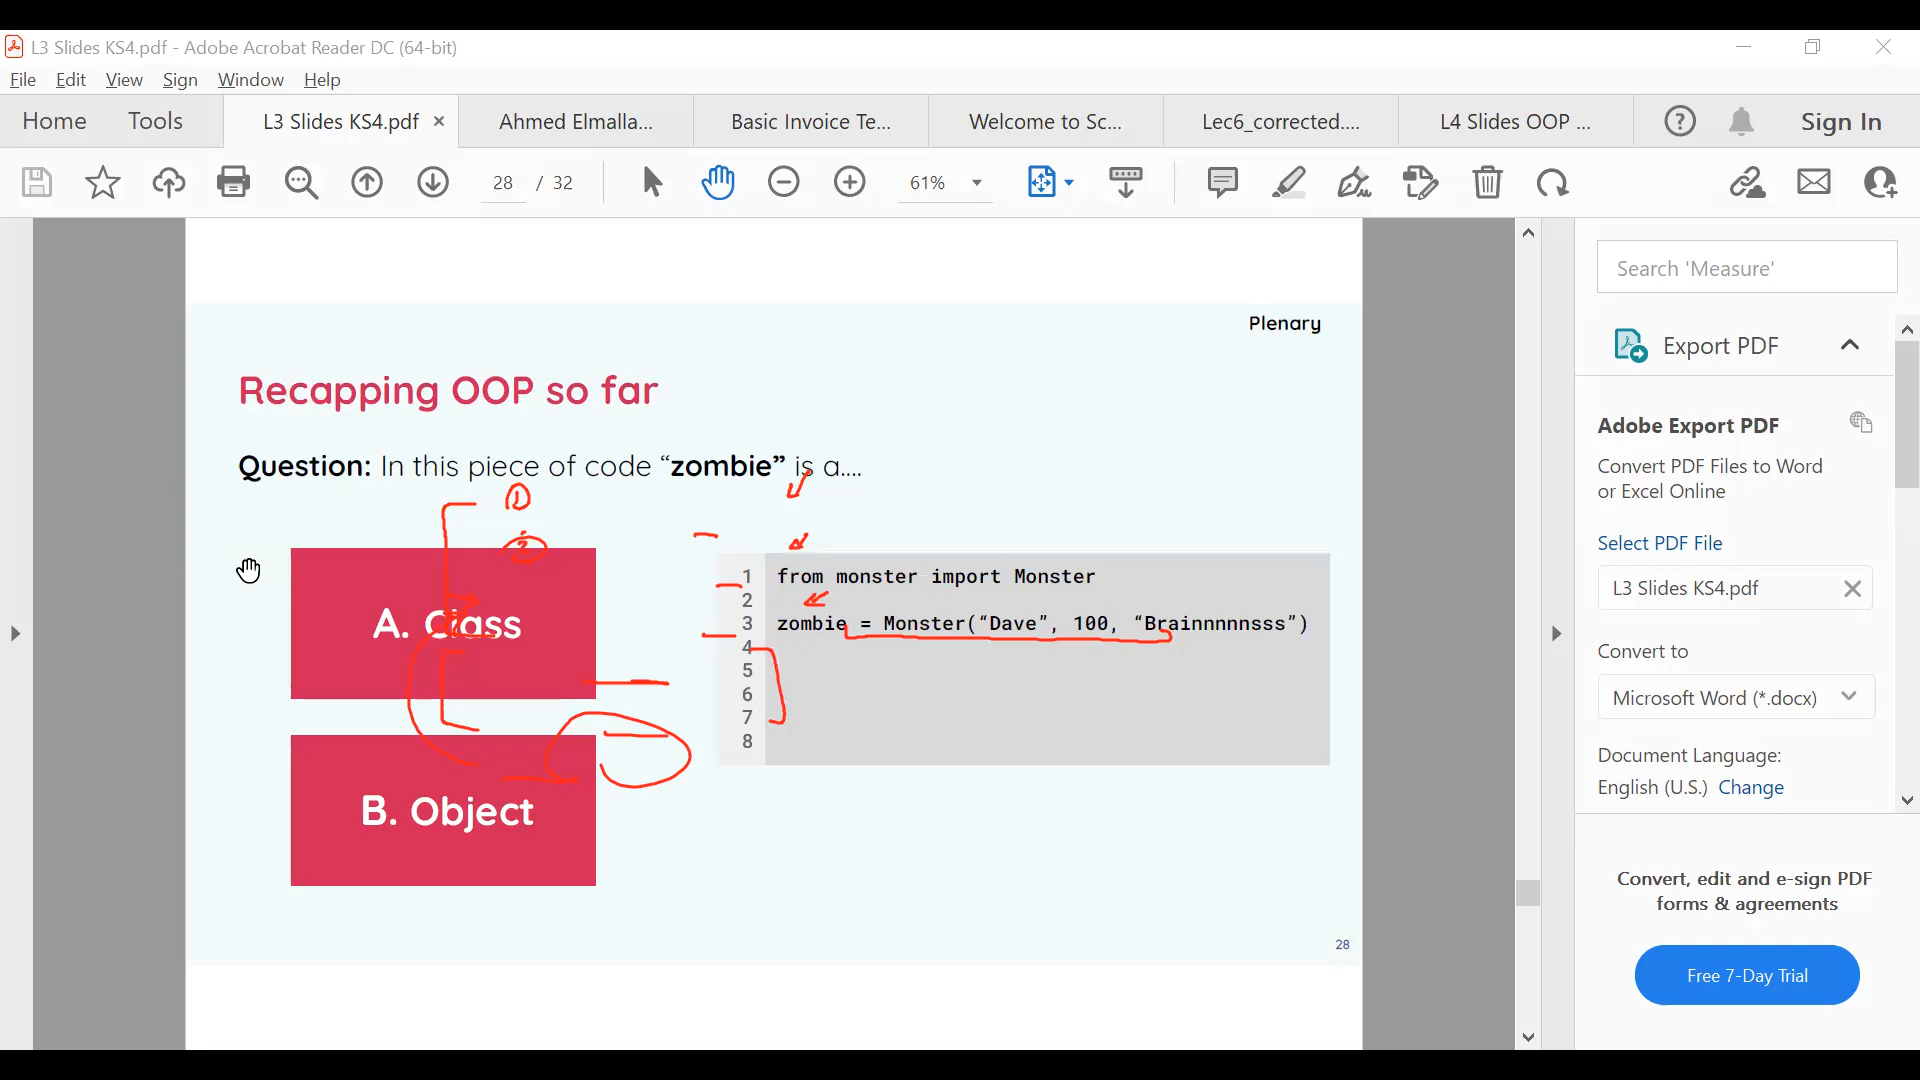 L3 Slides KS4.pdf - Adobe Acrobat Reader DC (64-bit)
File Edit View Sign Window Help
Home Tools L3 Slides KS4.pdf × Ahmed Elmalla... Basic Invoice Te... Welcome to Sc... Lec6_corrected.... L4 Slides OOP ... Sign In
28 / 32 61%
Plenary
Recapping OOP so far
Question: In this piece of code “zombie” is a....
①
②
A. Class
B. Object
1 from monster import Monster
2
3 zombie = Monster(“Dave”, 100, “Brainnnnnsss”)
4
5
6
7
8
28
Search 'Measure'
Export PDF
Adobe Export PDF
Convert PDF Files to Word
or Excel Online
Select PDF File
L3 Slides KS4.pdf
Convert to
Microsoft Word (*.docx)
Document Language:
English (U.S.) Change
Convert, edit and e-sign PDF
forms & agreements
Free 7-Day Trial